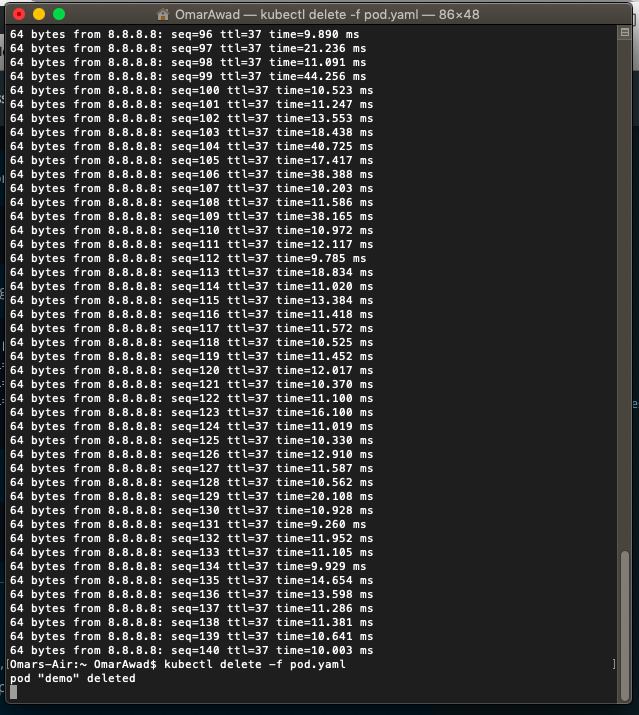 OmarAwad — kubectl delete -f pod.yaml — 86×48
64 bytes from 8.8.8.8: seq=96 ttl=37 time=9.890 ms
64 bytes from 8.8.8.8: seq=97 ttl=37 time=21.236 ms
64 bytes from 8.8.8.8: seq=98 ttl=37 time=11.091 ms
64 bytes from 8.8.8.8: seq=99 ttl=37 time=44.256 ms
64 bytes from 8.8.8.8: seq=100 ttl=37 time=10.523 ms
64 bytes from 8.8.8.8: seq=101 ttl=37 time=11.247 ms
64 bytes from 8.8.8.8: seq=102 ttl=37 time=13.553 ms
64 bytes from 8.8.8.8: seq=103 ttl=37 time=18.438 ms
64 bytes from 8.8.8.8: seq=104 ttl=37 time=40.725 ms
64 bytes from 8.8.8.8: seq=105 ttl=37 time=17.417 ms
64 bytes from 8.8.8.8: seq=106 ttl=37 time=38.388 ms
64 bytes from 8.8.8.8: seq=107 ttl=37 time=10.203 ms
64 bytes from 8.8.8.8: seq=108 ttl=37 time=11.586 ms
64 bytes from 8.8.8.8: seq=109 ttl=37 time=38.165 ms
64 bytes from 8.8.8.8: seq=110 ttl=37 time=10.972 ms
64 bytes from 8.8.8.8: seq=111 ttl=37 time=12.117 ms
64 bytes from 8.8.8.8: seq=112 ttl=37 time=9.785 ms
64 bytes from 8.8.8.8: seq=113 ttl=37 time=18.834 ms
64 bytes from 8.8.8.8: seq=114 ttl=37 time=11.020 ms
64 bytes from 8.8.8.8: seq=115 ttl=37 time=13.384 ms
64 bytes from 8.8.8.8: seq=116 ttl=37 time=11.418 ms
64 bytes from 8.8.8.8: seq=117 ttl=37 time=11.572 ms
64 bytes from 8.8.8.8: seq=118 ttl=37 time=10.525 ms
64 bytes from 8.8.8.8: seq=119 ttl=37 time=11.452 ms
64 bytes from 8.8.8.8: seq=120 ttl=37 time=12.017 ms
64 bytes from 8.8.8.8: seq=121 ttl=37 time=10.370 ms
64 bytes from 8.8.8.8: seq=122 ttl=37 time=11.100 ms
64 bytes from 8.8.8.8: seq=123 ttl=37 time=16.100 ms
64 bytes from 8.8.8.8: seq=124 ttl=37 time=11.019 ms
64 bytes from 8.8.8.8: seq=125 ttl=37 time=10.330 ms
64 bytes from 8.8.8.8: seq=126 ttl=37 time=12.910 ms
64 bytes from 8.8.8.8: seq=127 ttl=37 time=11.587 ms
64 bytes from 8.8.8.8: seq=128 ttl=37 time=10.562 ms
64 bytes from 8.8.8.8: seq=129 ttl=37 time=20.108 ms
64 bytes from 8.8.8.8: seq=130 ttl=37 time=10.928 ms
64 bytes from 8.8.8.8: seq=131 ttl=37 time=9.260 ms
64 bytes from 8.8.8.8: seq=132 ttl=37 time=11.952 ms
64 bytes from 8.8.8.8: seq=133 ttl=37 time=11.105 ms
64 bytes from 8.8.8.8: seq=134 ttl=37 time=9.929 ms
64 bytes from 8.8.8.8: seq=135 ttl=37 time=14.654 ms
64 bytes from 8.8.8.8: seq=136 ttl=37 time=13.598 ms
64 bytes from 8.8.8.8: seq=137 ttl=37 time=11.286 ms
64 bytes from 8.8.8.8: seq=138 ttl=37 time=11.381 ms
64 bytes from 8.8.8.8: seq=139 ttl=37 time=10.641 ms
64 bytes from 8.8.8.8: seq=140 ttl=37 time=10.003 ms
[Omars-Air:~ OmarAwad$ kubectl delete -f pod.yaml ]
pod "demo" deleted